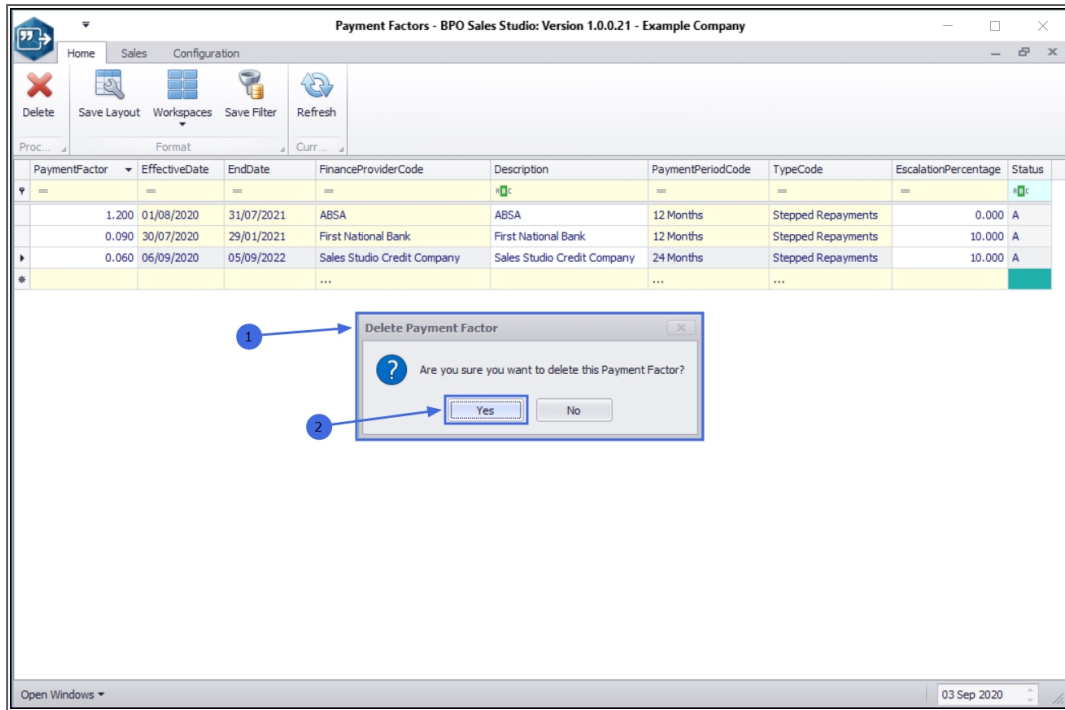 Payment Factors - BPO Sales Studio: Version 1.0.0.21 - Example Company
Home Sales Configuration
Delete Save Layout Workspaces Save Filter Refresh
Proc... Format Curr...
PaymentFactor EffectiveDate EndDate FinanceProviderCode Description PaymentPeriodCode TypeCode EscalationPercentage Status
= = = = = = =
1.200 01/08/2020 31/07/2021 ABSA ABSA 12 Months Stepped Repayments 0.000 A
0.090 30/07/2020 29/01/2021 First National Bank First National Bank 12 Months Stepped Repayments 10.000 A
0.060 06/09/2020 05/09/2022 Sales Studio Credit Company Sales Studio Credit Company 24 Months Stepped Repayments 10.000 A
... ... ...
1
Delete Payment Factor
? Are you sure you want to delete this Payment Factor?
Yes No
2
Open Windows 03 Sep 2020